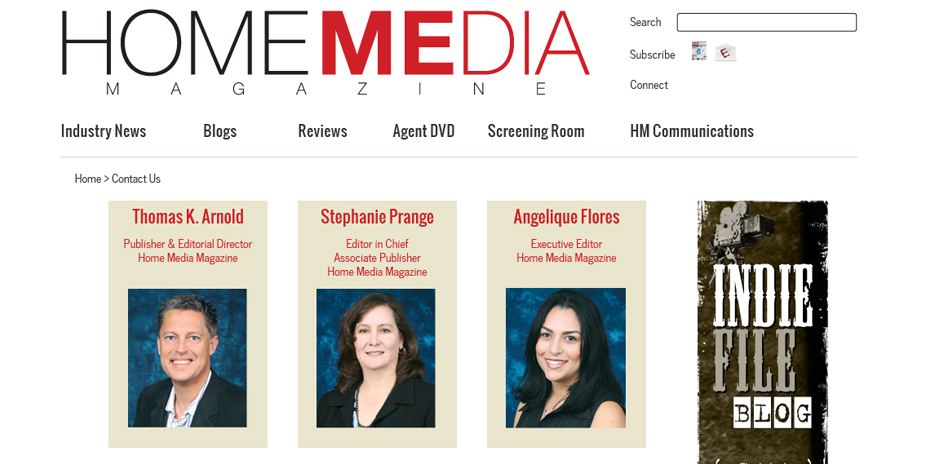 HOMEMEDIA
MAGAZINE
Search
Subscribe
Connect
Industry News
Blogs
Reviews
Agent DVD
Screening Room
HM Communications
Home > Contact Us
Thomas K. Arnold
Publisher & Editorial Director
Home Media Magazine
Stephanie Prange
Editor in Chief
Associate Publisher
Home Media Magazine
Angelique Flores
Executive Editor
Home Media Magazine
INDIE
FILE
BLOG